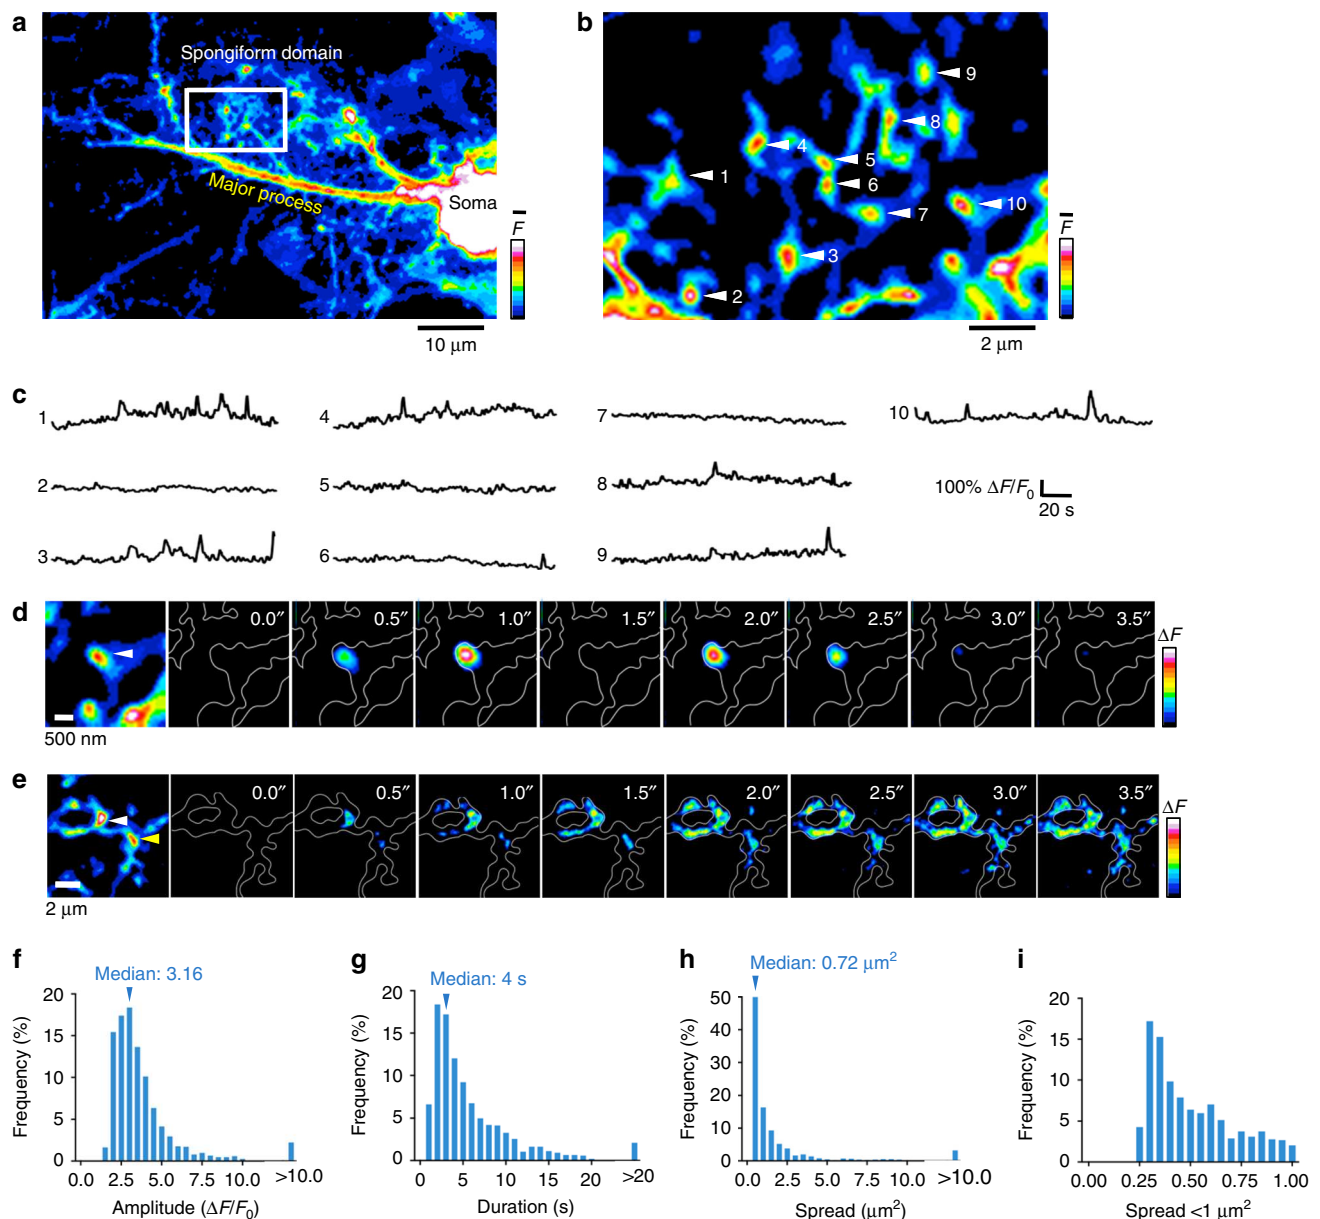 a
Spongiform domain
Major process
Soma
F
10 µm
b
1
2
3
4
5
6
7
8
9
10
F
2 µm
c
1
4
7
10
2
5
8
100% ΔF/F0
20 s
3
6
9
d
0.0″ 0.5″ 1.0″ 1.5″ 2.0″ 2.5″ 3.0″ 3.5″
ΔF
500 nm
e
0.0″ 0.5″ 1.0″ 1.5″ 2.0″ 2.5″ 3.0″ 3.5″
ΔF
2 µm
f
Median: 3.16
Frequency (%)
20
15
10
5
0
0.0 2.5 5.0 7.5 >10.0
Amplitude (ΔF/F0)
g
Median: 4 s
Frequency (%)
20
15
10
5
0
0 5 10 15 20 >20
Duration (s)
h
Median: 0.72 µm²
Frequency (%)
50
40
30
20
10
0
0.0 2.5 5.0 7.5 10.0 >10.0
Spread (µm²)
i
Frequency (%)
20
15
10
5
0
0.00 0.25 0.50 0.75 1.00
Spread <1 µm²